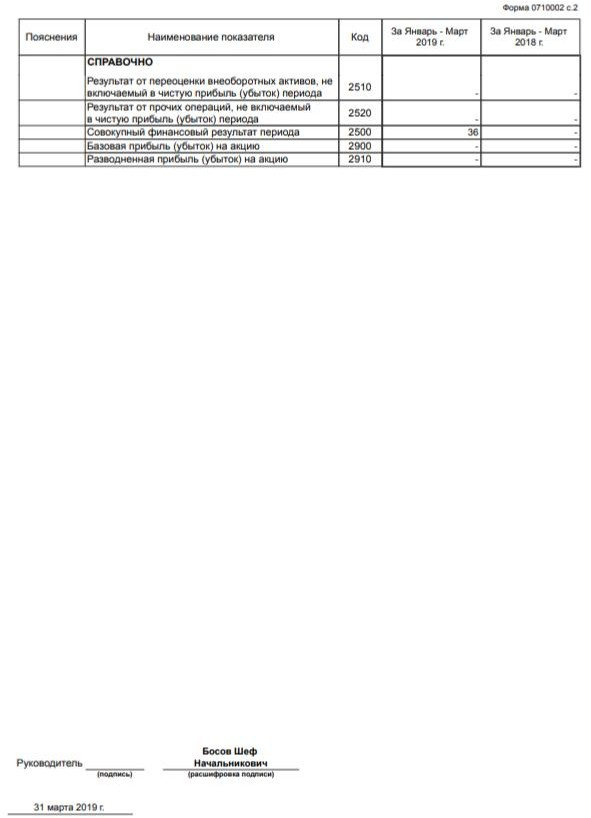 Форма 0710002 с.2
Пояснения Наименование показателя Код За Январь - Март 2019 г. За Январь - Март 2018 г.
СПРАВОЧНО
Результат от переоценки внеоборотных активов, не
включаемый в чистую прибыль (убыток) периода 2510 - -
Результат от прочих операций, не включаемый
в чистую прибыль (убыток) периода 2520 - -
Совокупный финансовый результат периода 2500 36 -
Базовая прибыль (убыток) на акцию 2900 - -
Разводненная прибыль (убыток) на акцию 2910 - -
Босов Шеф
Руководитель Начальникович
(подпись) (расшифровка подписи)
31 марта 2019 г.